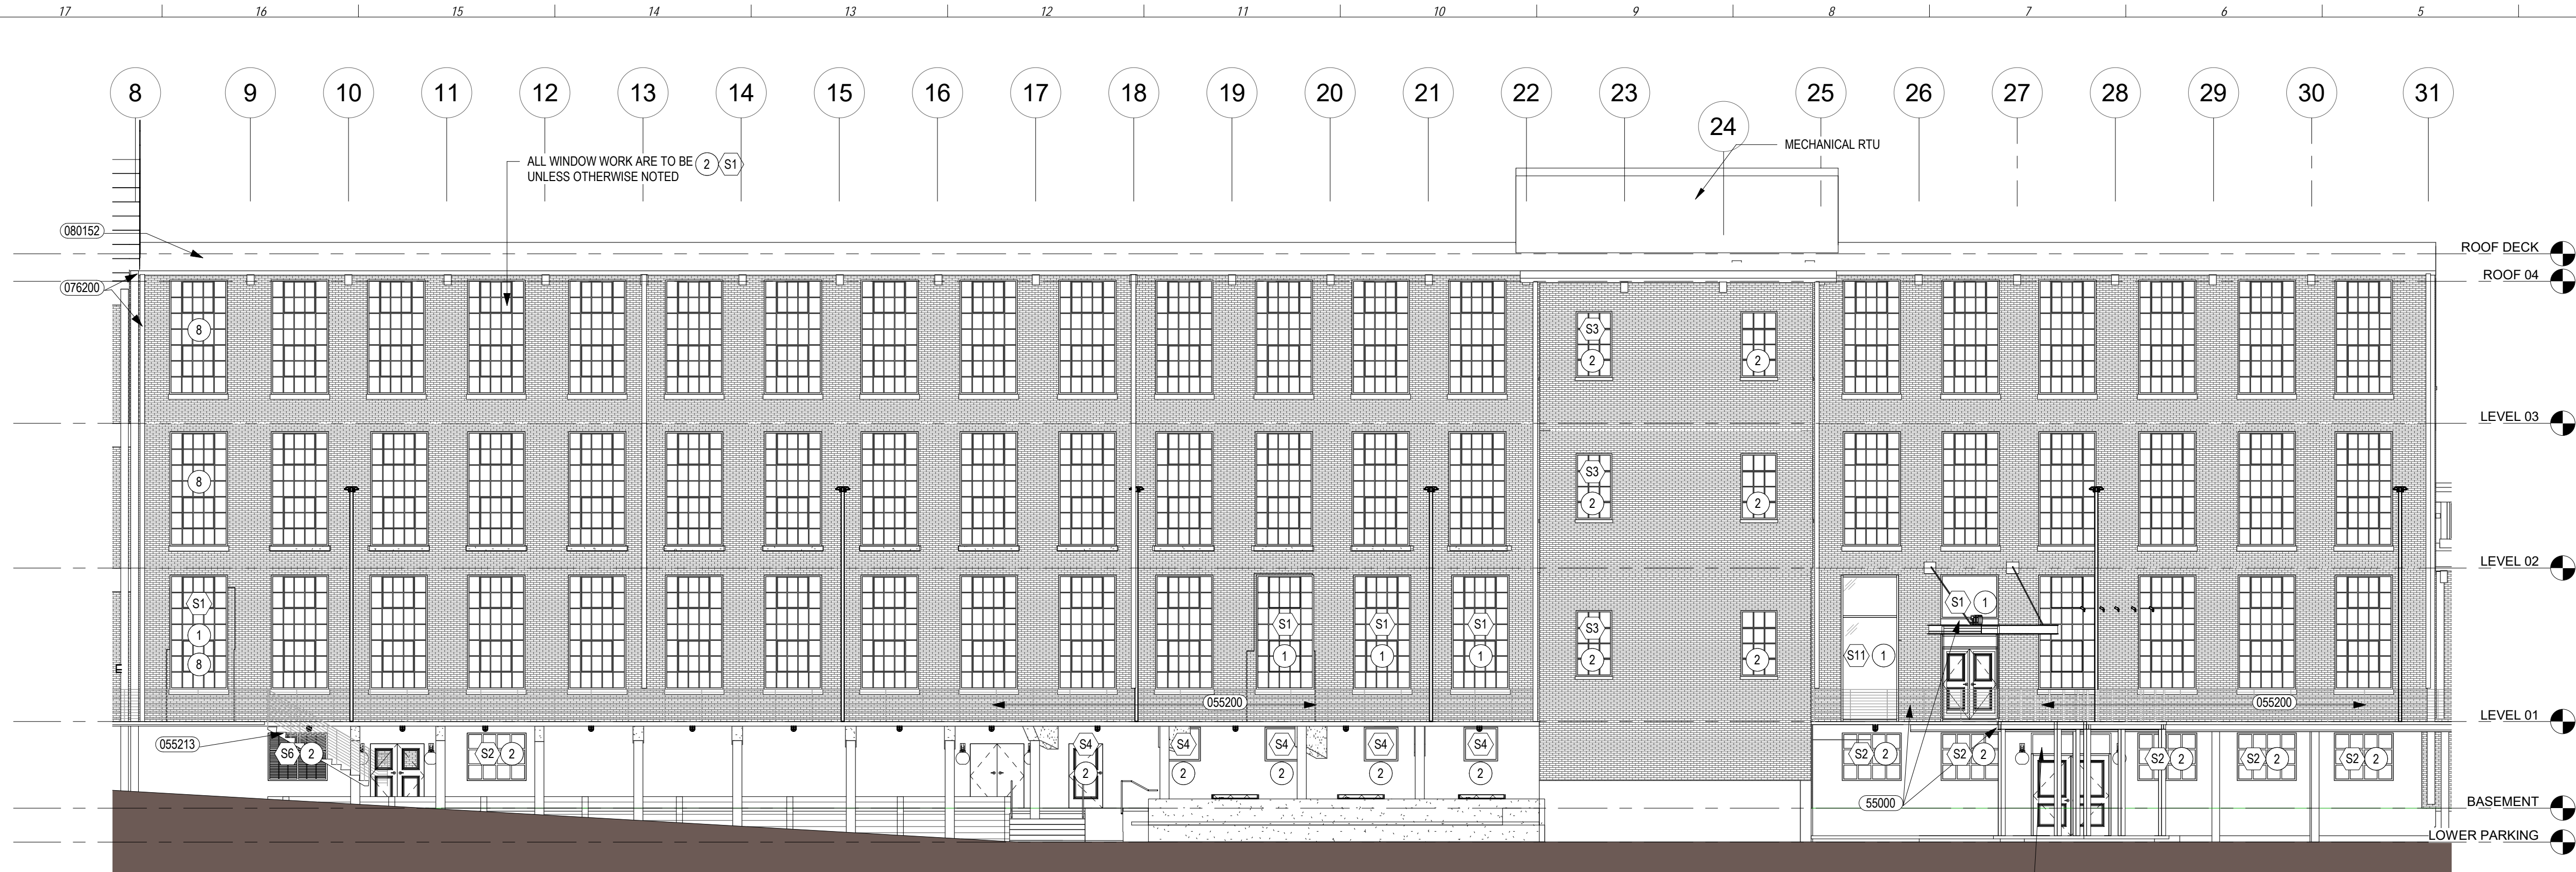 17 16 15 14 13 12 11 10 9 8 7 6 5
8 9 10 11 12 13 14 15 16 17 18 19 20 21 22 23 25 26 27 28 29 30 31
24
MECHANICAL RTU
ALL WINDOW WORK ARE TO BE 2 S1
UNLESS OTHERWISE NOTED
080152
ROOF DECK
ROOF 04
076200
8 S3
2 2
LEVEL 03
8 S3
2 2
LEVEL 02
S1 S1 S1 S1 S3 S1 1
1 1 1 1 S11 1
8 2 2
055200 055200
LEVEL 01
055213
S6 2 S2 2 S4 S4 S4 S4 S4 S2 2 S2 2 S2 2 S2 2 S2 2
2 2 2 2 2
55000
BASEMENT
LOWER PARKING